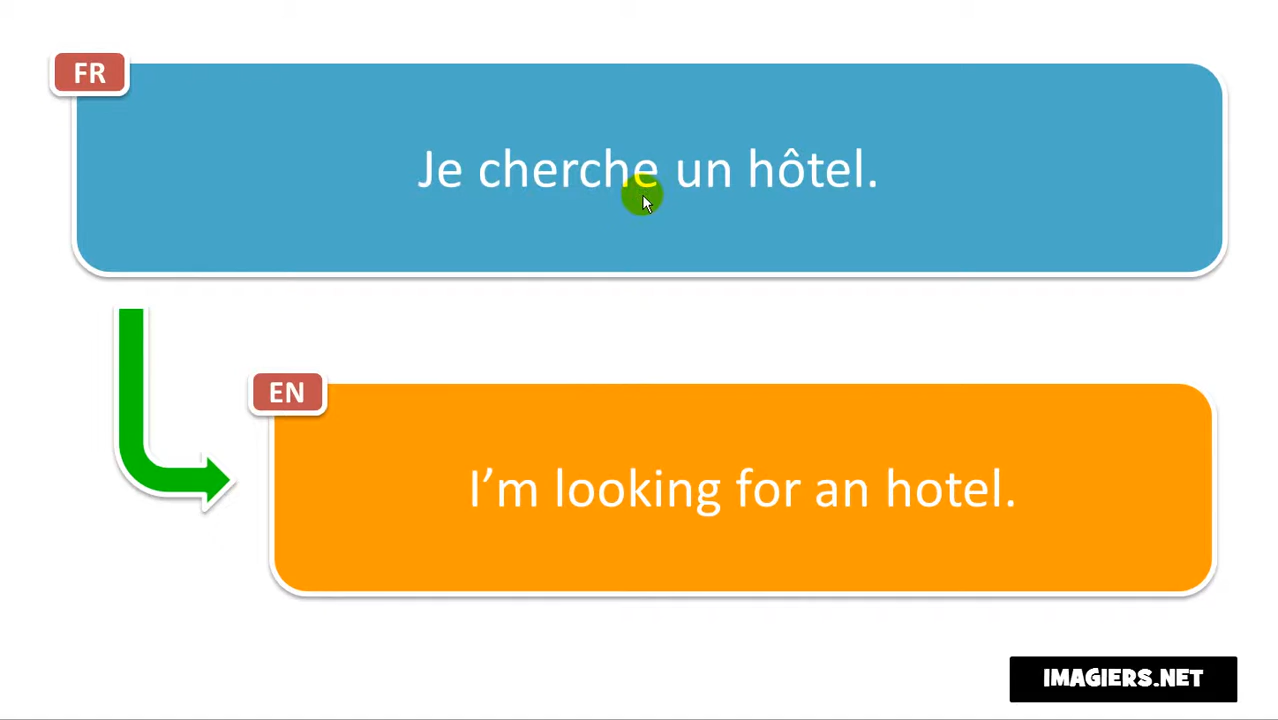 FR
Je cherche un hôtel.
EN
I’m looking for an hotel.
IMAGIERS.NET